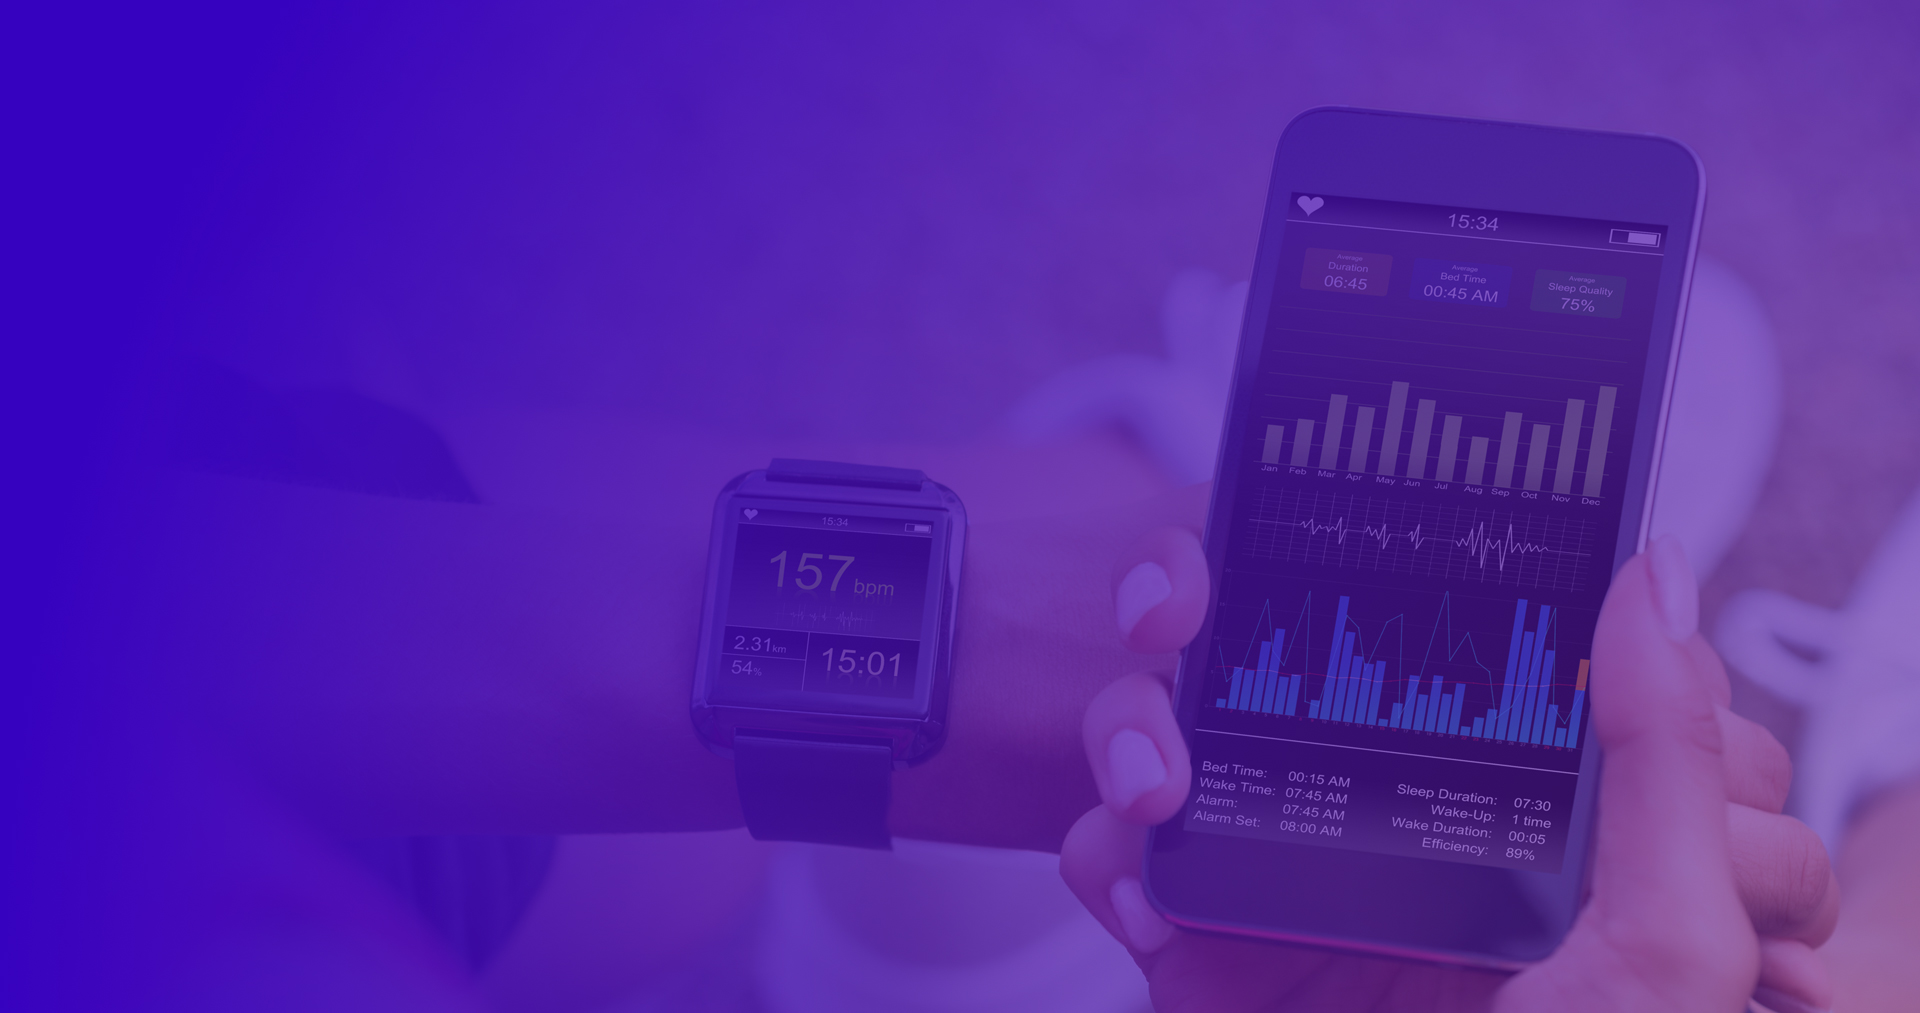 15:34
157 bpm
2.31km
54%
15:01
15:34
Average
Duration
06:45
Average
Bed Time
00:45 AM
Average
Sleep Quality
75%
Jan Feb Mar Apr May Jun Jul Aug Sep Oct Nov Dec
Bed Time: 00:15 AM
Wake Time: 07:45 AM
Alarm: 07:45 AM
Alarm Set: 08:00 AM
Sleep Duration: 07:30
Wake-Up: 1 time
Wake Duration: 00:05
Efficiency: 89%